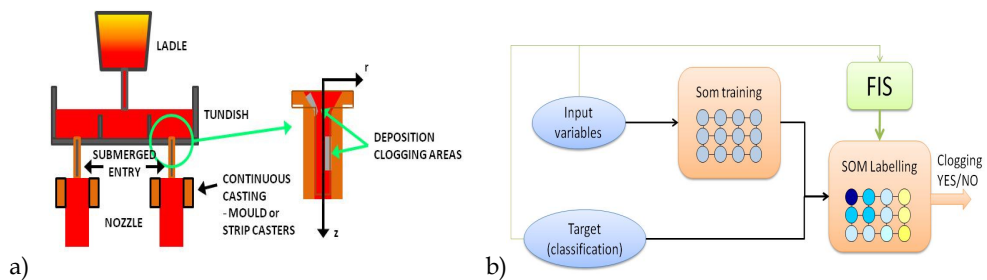 LADLE
TUNDISH
SUBMERGED
ENTRY
NOZZLE
CONTINUOUS
CASTING
- MOULD or
STRIP CASTERS
r
DEPOSITION
CLOGGING AREAS
z
a)
Input
variables
Som training
FIS
SOM Labelling
Clogging
YES/NO
Target
(classification)
b)